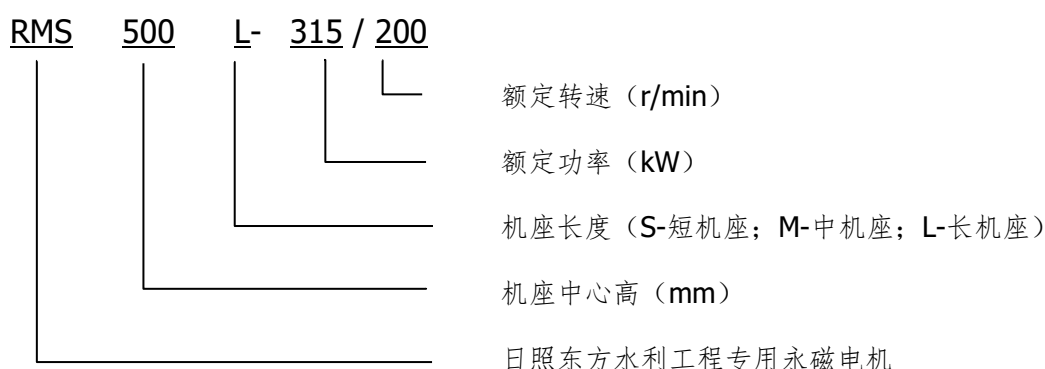 RMS 500 L- 315 / 200
额定转速（r/min）
额定功率（kW）
机座长度（S-短机座；M-中机座；L-长机座）
机座中心高（mm）
日照东方水利工程专用永磁电机